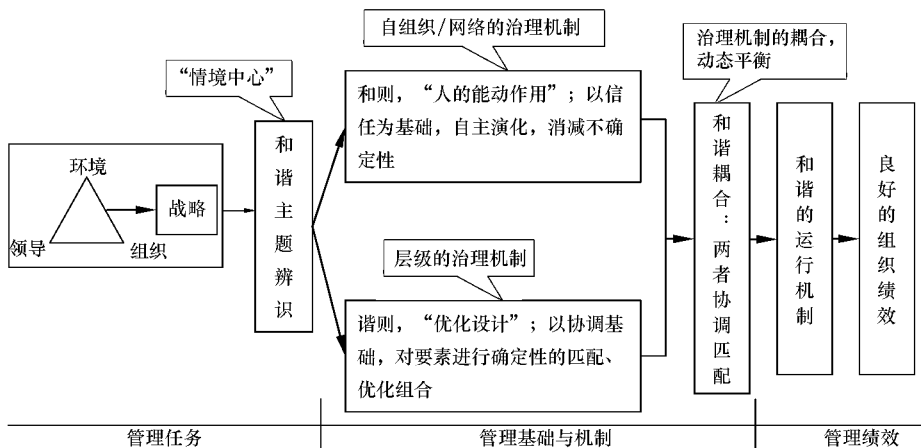 自组织/网络的治理机制
治理机制的耦合，
动态平衡
“情境中心”
和则，“人的能动作用”；以信
任为基础，自主演化，消减不确
定性
环境
战略
领导
组织
和谐主题辨识
层级的治理机制
谐则，“优化设计”；以协调基
础，对要素进行确定性的匹配、
优化组合
和谐耦合：两者协调匹配
和谐的运行机制
良好的组织绩效
管理任务
管理基础与机制
管理绩效